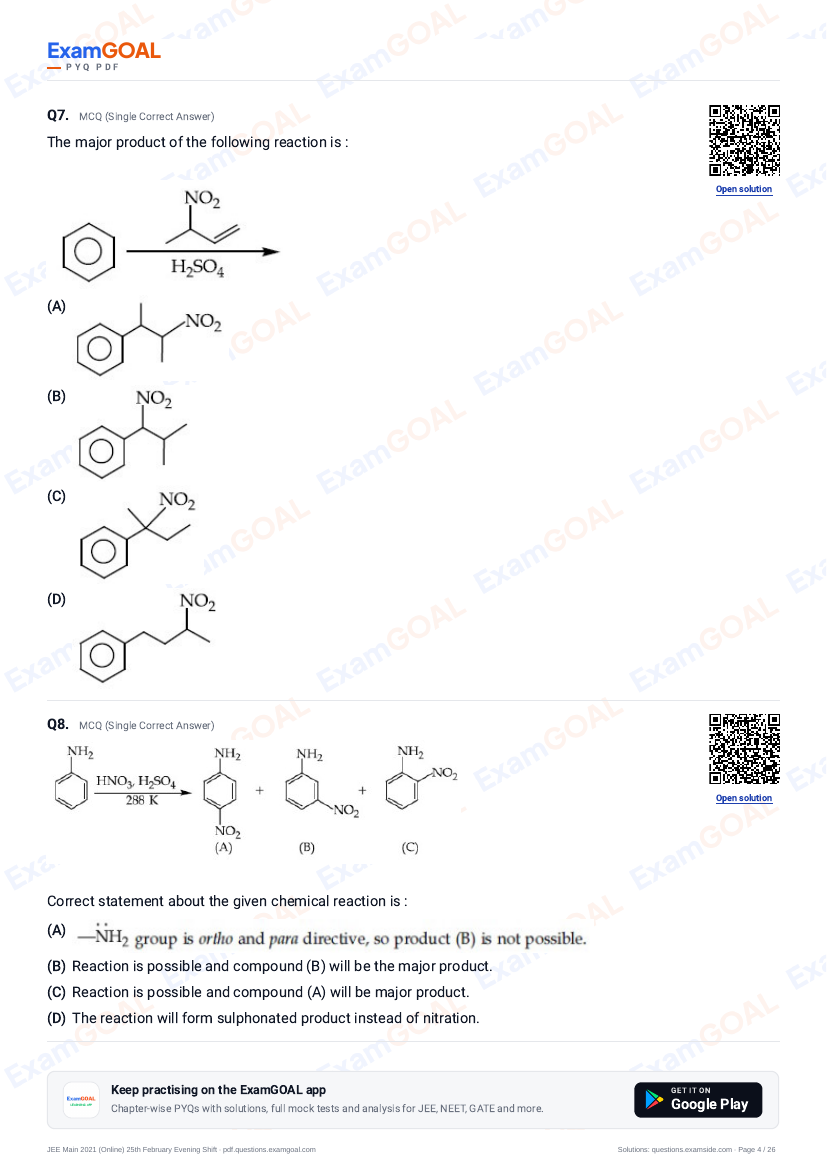 ExamGOAL
PYQ PDF
Q7. MCQ (Single Correct Answer)
The major product of the following reaction is :
Open solution
NO2
H2SO4
(A)
NO2
(B)
NO2
(C)
NO2
(D)
NO2
Q8. MCQ (Single Correct Answer)
Open solution
NH2 HNO3, H2SO4 288 K NH2 NO2 (A) + NH2 NO2 (B) + NH2 NO2 (C)
Correct statement about the given chemical reaction is :
(A) —N̈H2 group is ortho and para directive, so product (B) is not possible.
(B) Reaction is possible and compound (B) will be the major product.
(C) Reaction is possible and compound (A) will be major product.
(D) The reaction will form sulphonated product instead of nitration.
ExamGOAL
Keep practising on the ExamGOAL app
Chapter-wise PYQs with solutions, full mock tests and analysis for JEE, NEET, GATE and more.
GET IT ON
Google Play
JEE Main 2021 (Online) 25th February Evening Shift · pdf.questions.examgoal.com
Solutions: questions.examside.com · Page 4 / 26